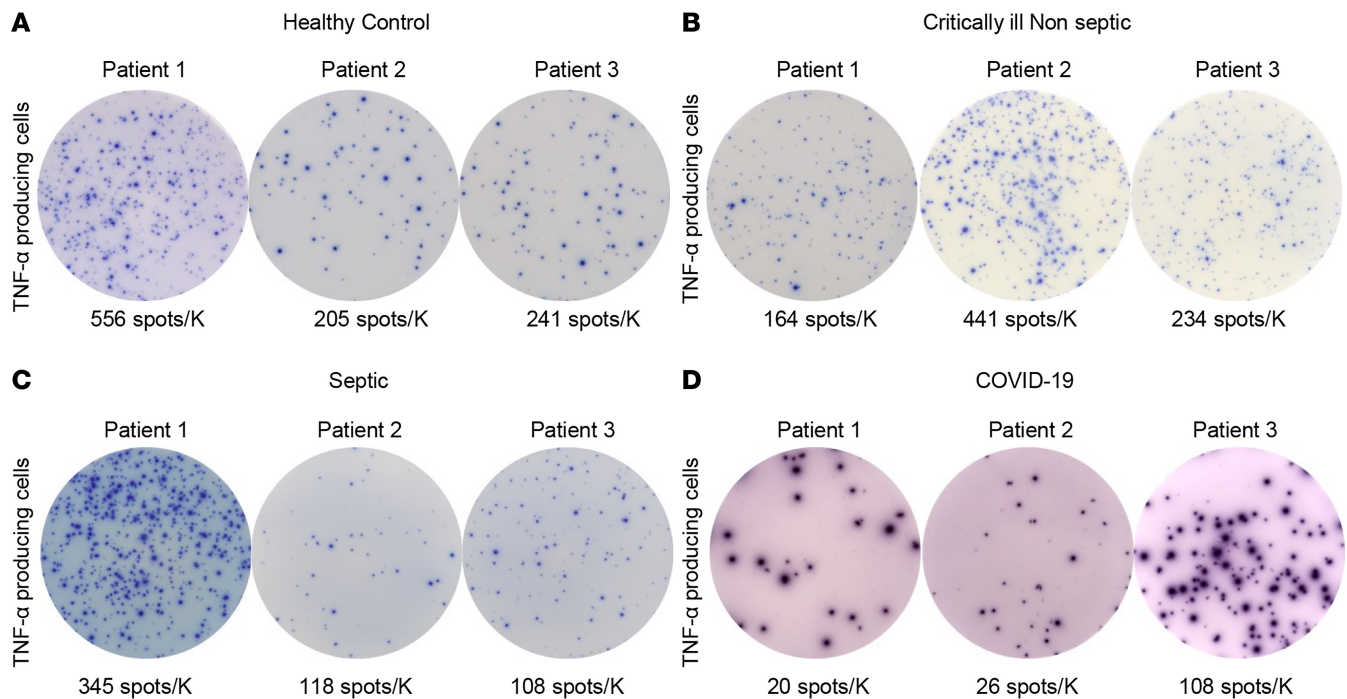 A
Healthy Control
Patient 1
Patient 2
Patient 3
TNF-α producing cells
556 spots/K
205 spots/K
241 spots/K
B
Critically ill Non septic
Patient 1
Patient 2
Patient 3
TNF-α producing cells
164 spots/K
441 spots/K
234 spots/K
C
Septic
Patient 1
Patient 2
Patient 3
TNF-α producing cells
345 spots/K
118 spots/K
108 spots/K
D
COVID-19
Patient 1
Patient 2
Patient 3
TNF-α producing cells
20 spots/K
26 spots/K
108 spots/K